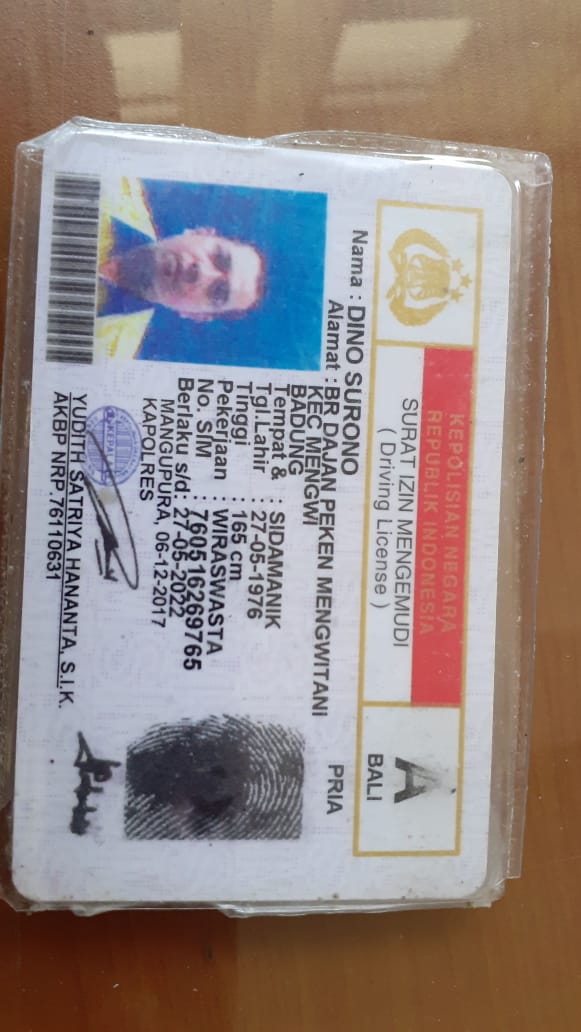 KEPOLISIAN NEGARA
REPUBLIK INDONESIA
SURAT IZIN MENGEMUDI
( Driving License )
A
BALI
PRIA
Nama : DINO SURONO
Alamat : BR DAJAN PEKEN MENGWITANI
KEC MENGWI
BADUNG
Tempat & : SIDAMANIK
Tgl.Lahir : 27-05-1976
Tinggi : 165 cm
Pekerjaan : WIRASWASTA
No. SIM : 760516269765
Berlaku s/d: 27-05-2022
MANGUPURA, 06-12-2017
KAPOLRES
KEPALA
YUDITH SATRIYA HANANTA, S.I.K.
AKBP NRP.76110631